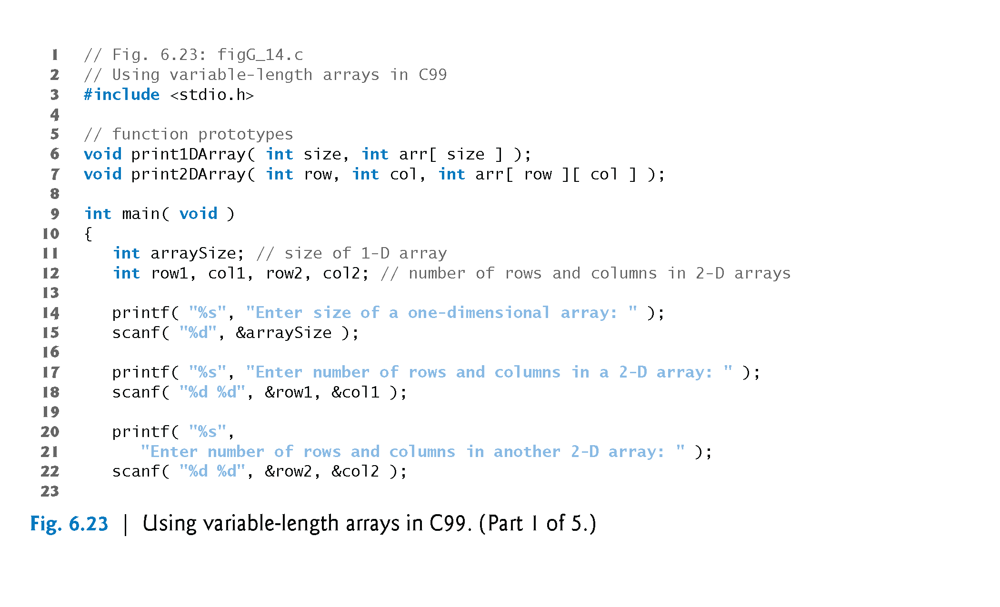 1 // Fig. 6.23: figG_14.c
2 // Using variable-length arrays in C99
3 #include <stdio.h>
4
5 // function prototypes
6 void print1DArray( int size, int arr[ size ] );
7 void print2DArray( int row, int col, int arr[ row ][ col ] );
8
9 int main( void )
10 {
11    int arraySize; // size of 1-D array
12    int row1, col1, row2, col2; // number of rows and columns in 2-D arrays
13
14    printf( "%s", "Enter size of a one-dimensional array: " );
15    scanf( "%d", &arraySize );
16
17    printf( "%s", "Enter number of rows and columns in a 2-D array: " );
18    scanf( "%d %d", &row1, &col1 );
19
20    printf( "%s",
21       "Enter number of rows and columns in another 2-D array: " );
22    scanf( "%d %d", &row2, &col2 );
23
Fig. 6.23 | Using variable-length arrays in C99. (Part 1 of 5.)